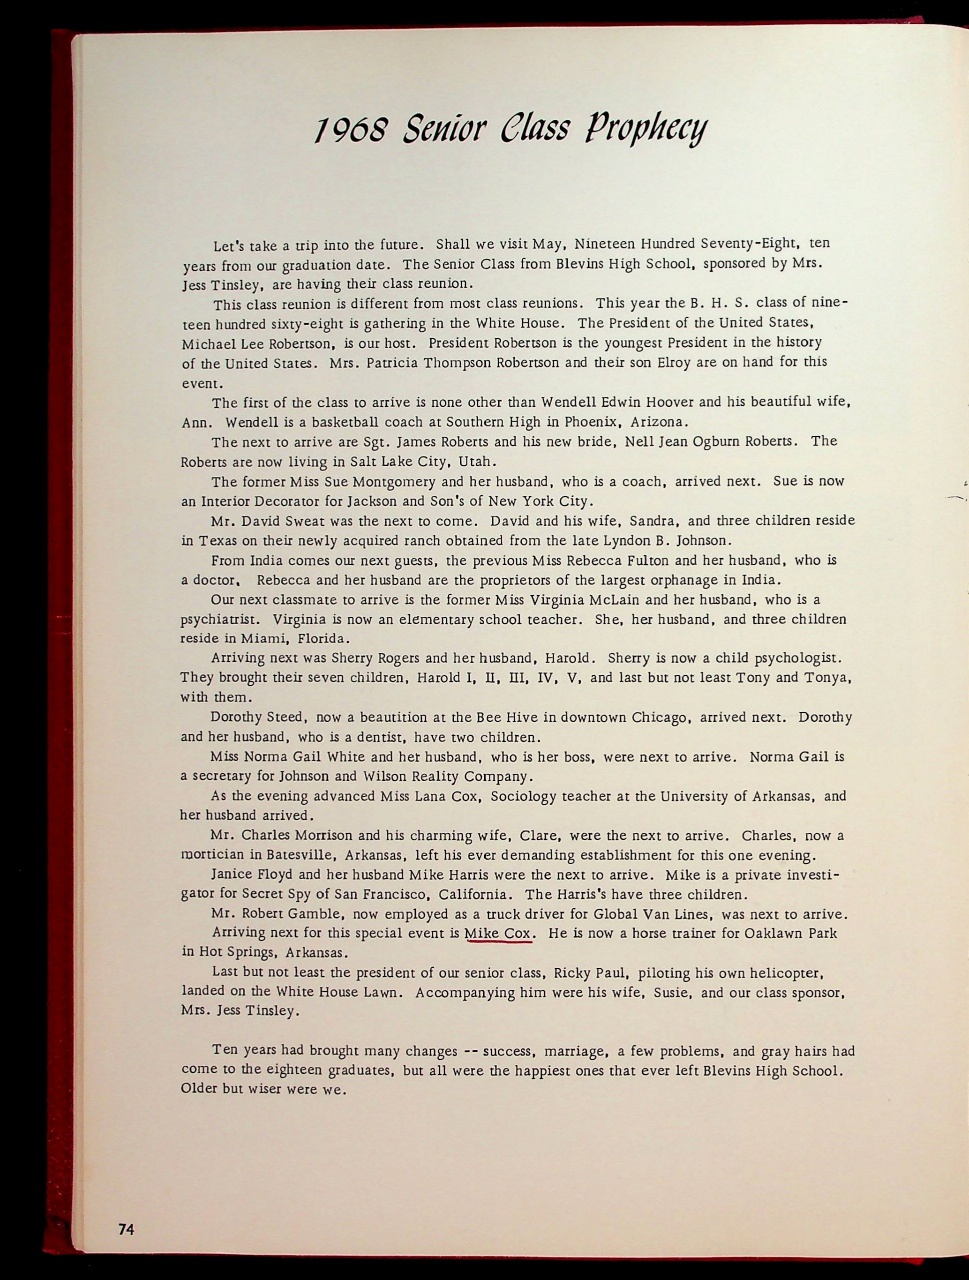 1968 Senior Class Prophecy
Let's take a trip into the future. Shall we visit May, Nineteen Hundred Seventy-Eight, ten
years from our graduation date. The Senior Class from Blevins High School, sponsored by Mrs.
Jess Tinsley, are having their class reunion.
This class reunion is different from most class reunions. This year the B. H. S. class of nine-
teen hundred sixty-eight is gathering in the White House. The President of the United States,
Michael Lee Robertson, is our host. President Robertson is the youngest President in the history
of the United States. Mrs. Patricia Thompson Robertson and their son Elroy are on hand for this
event.
The first of the class to arrive is none other than Wendell Edwin Hoover and his beautiful wife,
Ann. Wendell is a basketball coach at Southern High in Phoenix, Arizona.
The next to arrive are Sgt. James Roberts and his new bride, Nell Jean Ogburn Roberts. The
Roberts are now living in Salt Lake City, Utah.
The former Miss Sue Montgomery and her husband, who is a coach, arrived next. Sue is now
an Interior Decorator for Jackson and Son's of New York City.
Mr. David Sweat was the next to come. David and his wife, Sandra, and three children reside
in Texas on their newly acquired ranch obtained from the late Lyndon B. Johnson.
From India comes our next guests, the previous Miss Rebecca Fulton and her husband, who is
a doctor. Rebecca and her husband are the proprietors of the largest orphanage in India.
Our next classmate to arrive is the former Miss Virginia McLain and her husband, who is a
psychiatrist. Virginia is now an elementary school teacher. She, her husband, and three children
reside in Miami, Florida.
Arriving next was Sherry Rogers and her husband, Harold. Sherry is now a child psychologist.
They brought their seven children, Harold I, II, III, IV, V, and last but not least Tony and Tonya,
with them.
Dorothy Steed, now a beautition at the Bee Hive in downtown Chicago, arrived next. Dorothy
and her husband, who is a dentist, have two children.
Miss Norma Gail White and her husband, who is her boss, were next to arrive. Norma Gail is
a secretary for Johnson and Wilson Reality Company.
As the evening advanced Miss Lana Cox, Sociology teacher at the University of Arkansas, and
her husband arrived.
Mr. Charles Morrison and his charming wife, Clare, were the next to arrive. Charles, now a
mortician in Batesville, Arkansas, left his ever demanding establishment for this one evening.
Janice Floyd and her husband Mike Harris were the next to arrive. Mike is a private investi-
gator for Secret Spy of San Francisco, California. The Harris's have three children.
Mr. Robert Gamble, now employed as a truck driver for Global Van Lines, was next to arrive.
Arriving next for this special event is Mike Cox. He is now a horse trainer for Oaklawn Park
in Hot Springs, Arkansas.
Last but not least the president of our senior class, Ricky Paul, piloting his own helicopter,
landed on the White House Lawn. Accompanying him were his wife, Susie, and our class sponsor,
Mrs. Jess Tinsley.
Ten years had brought many changes -- success, marriage, a few problems, and gray hairs had
come to the eighteen graduates, but all were the happiest ones that ever left Blevins High School.
Older but wiser were we.
74